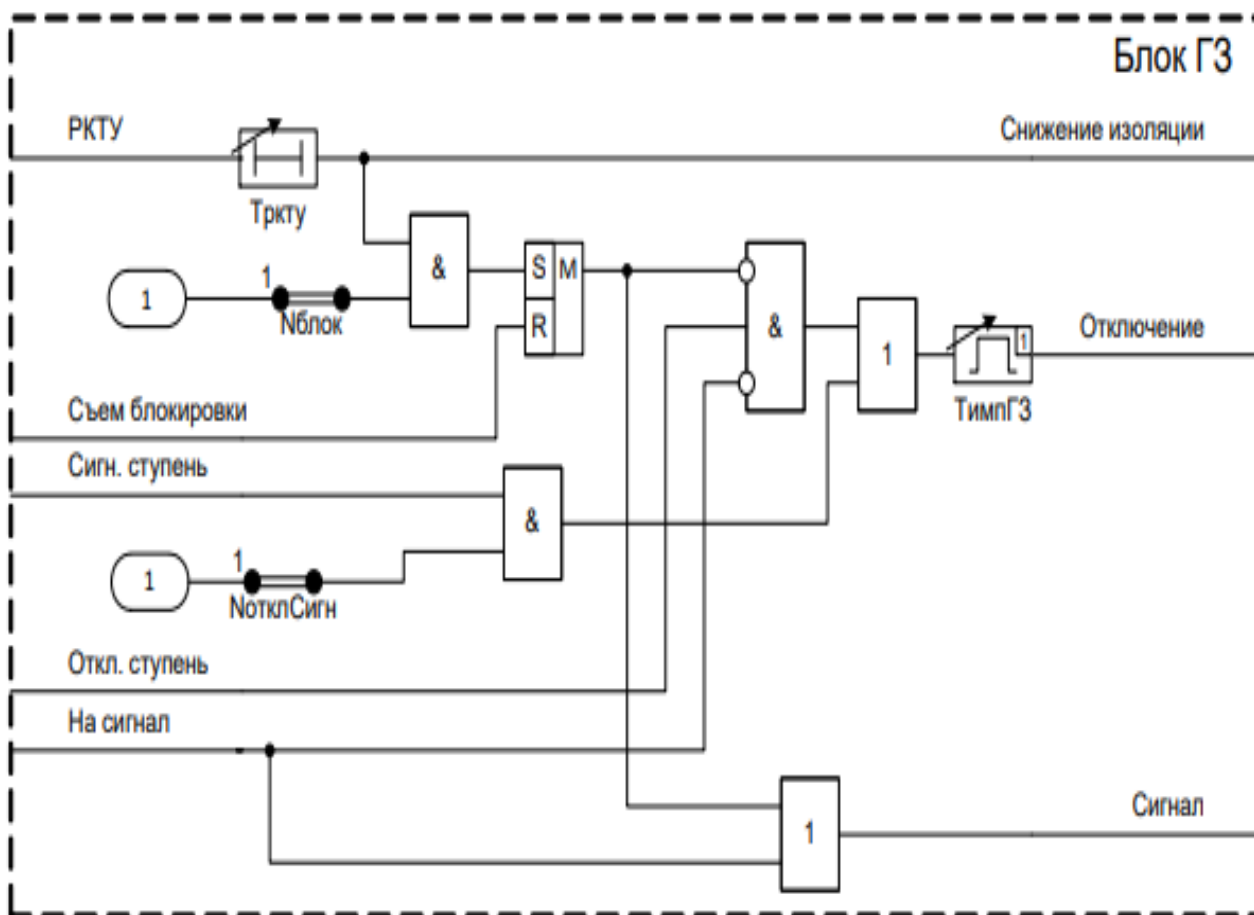 Блок ГЗ
РКТУ
Снижение изоляции
Тркту
&
S
M
1
1
Nблок
R
&
1
Отключение
ТимпГЗ
1
Съем блокировки
Сигн. ступень
&
1
1
NотклСигн
Откл. ступень
На сигнал
1
Сигнал